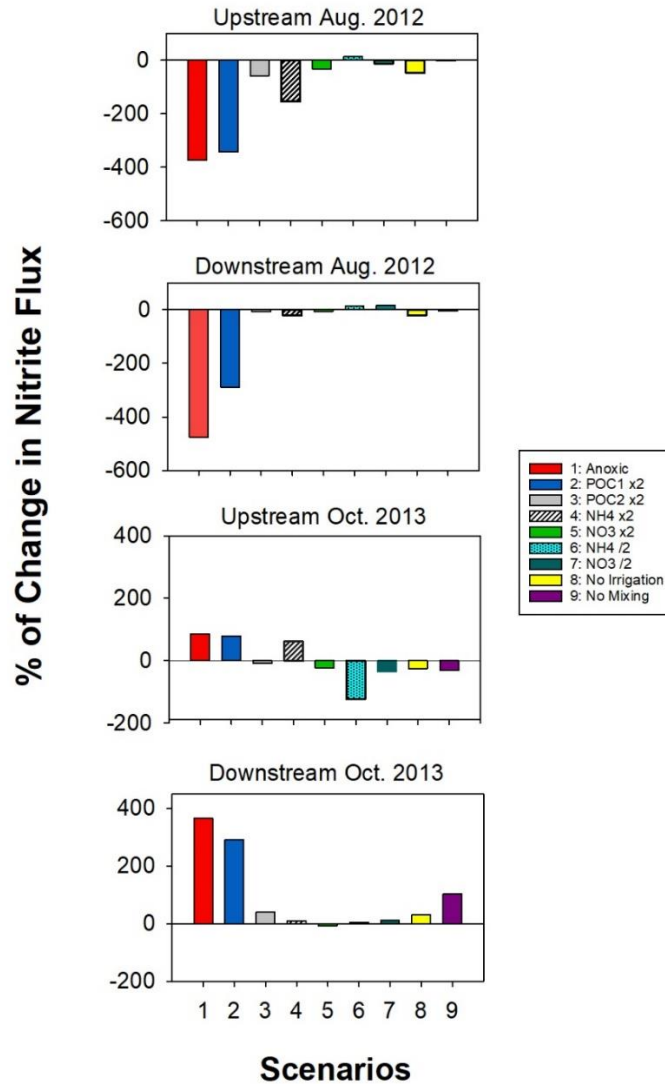 Upstream Aug. 2012
0
-200
-400
-600
Downstream Aug. 2012
0
-200
-400
-600
% of Change in Nitrite Flux
1: Anoxic
2: POC1 x2
3: POC2 x2
4: NH4 x2
5: NO3 x2
6: NH4 /2
7: NO3 /2
8: No Irrigation
9: No Mixing
Upstream Oct. 2013
400
200
0
-200
Downstream Oct. 2013
400
200
0
-200
1 2 3 4 5 6 7 8 9
Scenarios